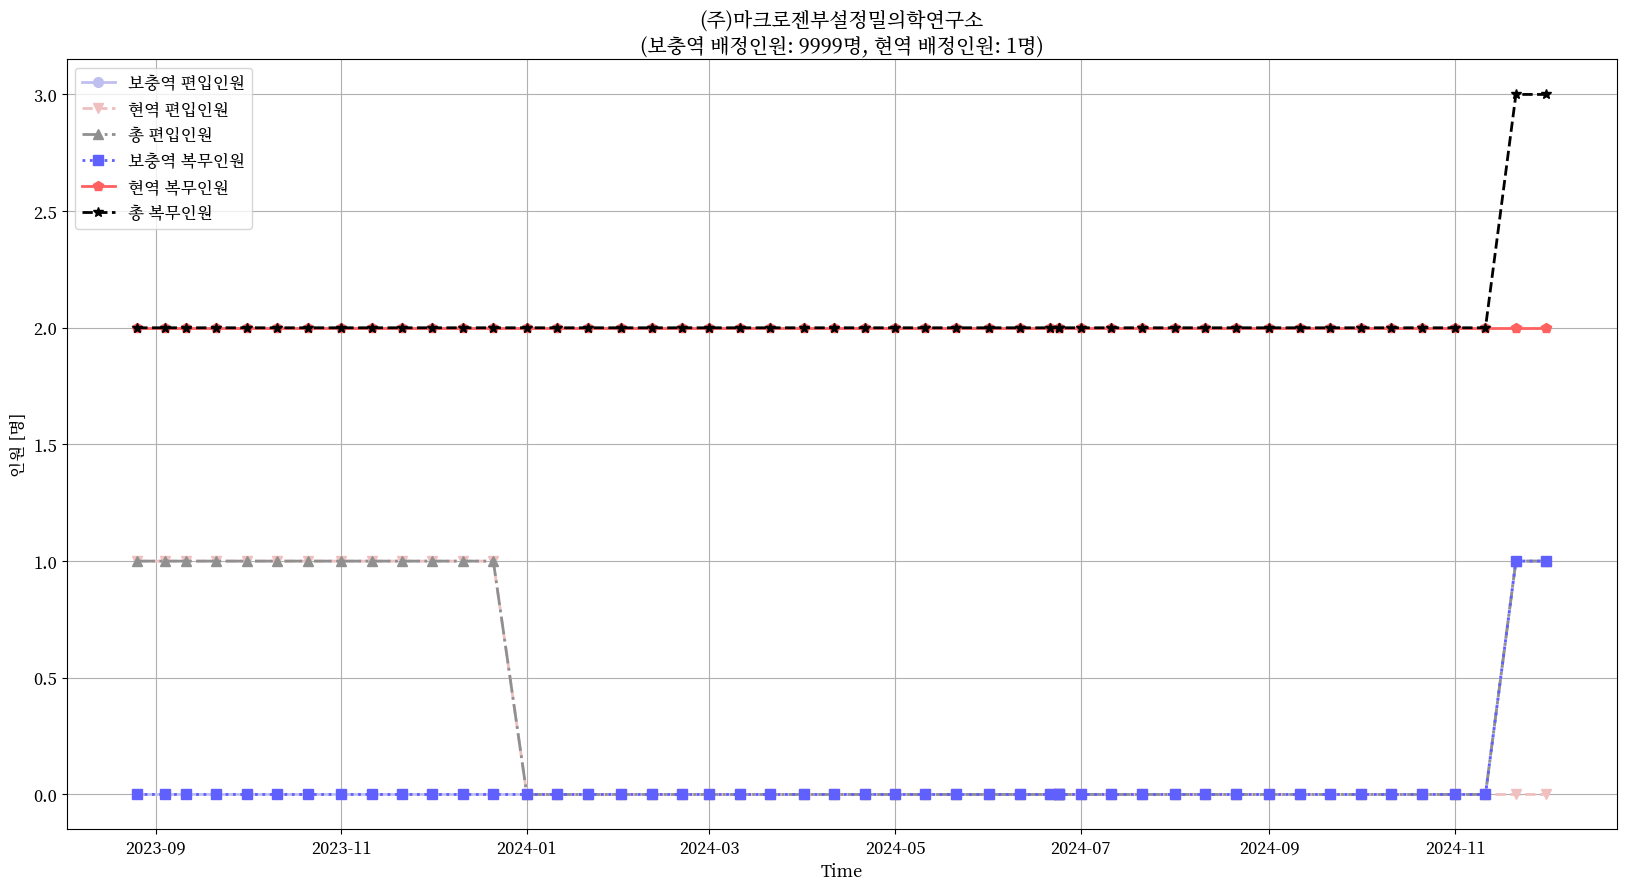 (주)마크로젠부설정밀의학연구소
(보충역 배정인원: 9999명, 현역 배정인원: 1명)
보충역 편입인원
현역 편입인원
총 편입인원
보충역 복무인원
현역 복무인원
총 복무인원
인원 [명]
3.0
2.5
2.0
1.5
1.0
0.5
0.0
2023-09
2023-11
2024-01
2024-03
2024-05
2024-07
2024-09
2024-11
Time